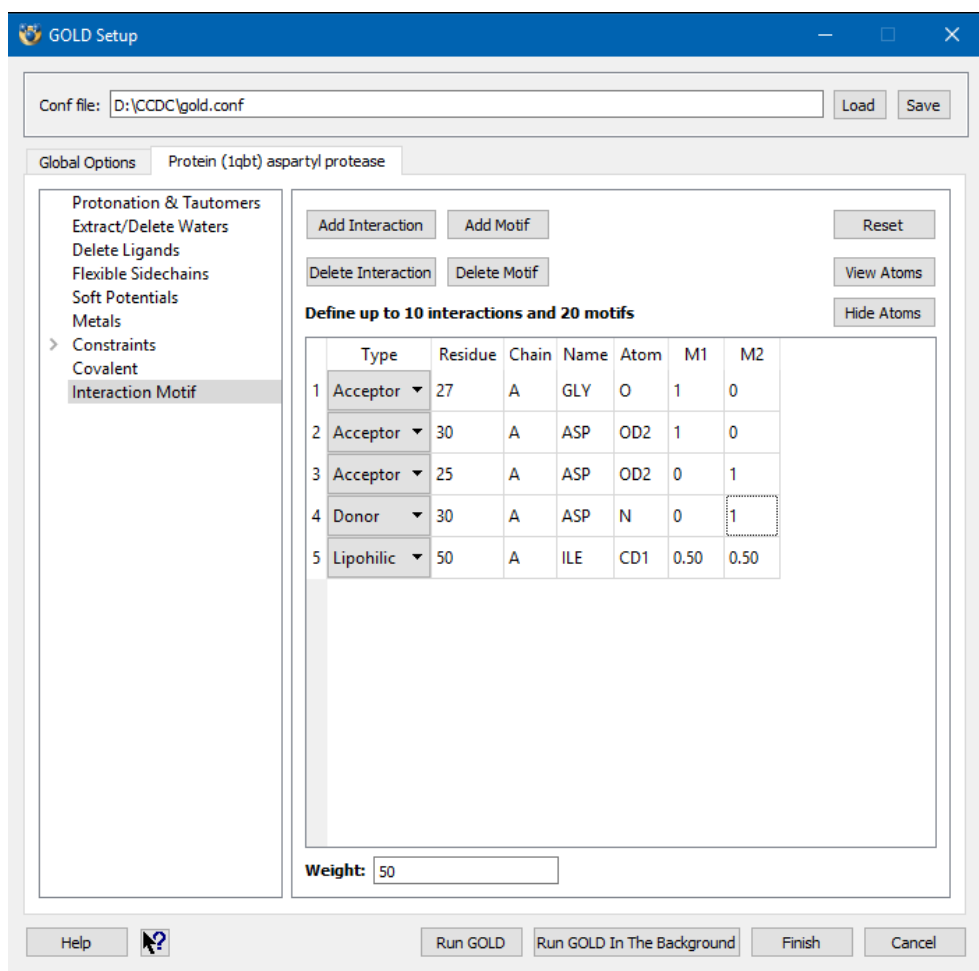 GOLD Setup
Conf file: D:\CCDC\gold.conf Load Save
Global Options Protein (1qbt) aspartyl protease
Protonation & Tautomers
Extract/Delete Waters
Delete Ligands
Flexible Sidechains
Soft Potentials
Metals
Constraints
Covalent
Interaction Motif
Add Interaction Add Motif Reset
Delete Interaction Delete Motif View Atoms
Define up to 10 interactions and 20 motifs Hide Atoms
Type Residue Chain Name Atom M1 M2
1 Acceptor 27 A GLY O 1 0
2 Acceptor 30 A ASP OD2 1 0
3 Acceptor 25 A ASP OD2 0 1
4 Donor 30 A ASP N 0 1
5 Lipohilic 50 A ILE CD1 0.50 0.50
Weight: 50
Help ? Run GOLD Run GOLD In The Background Finish Cancel